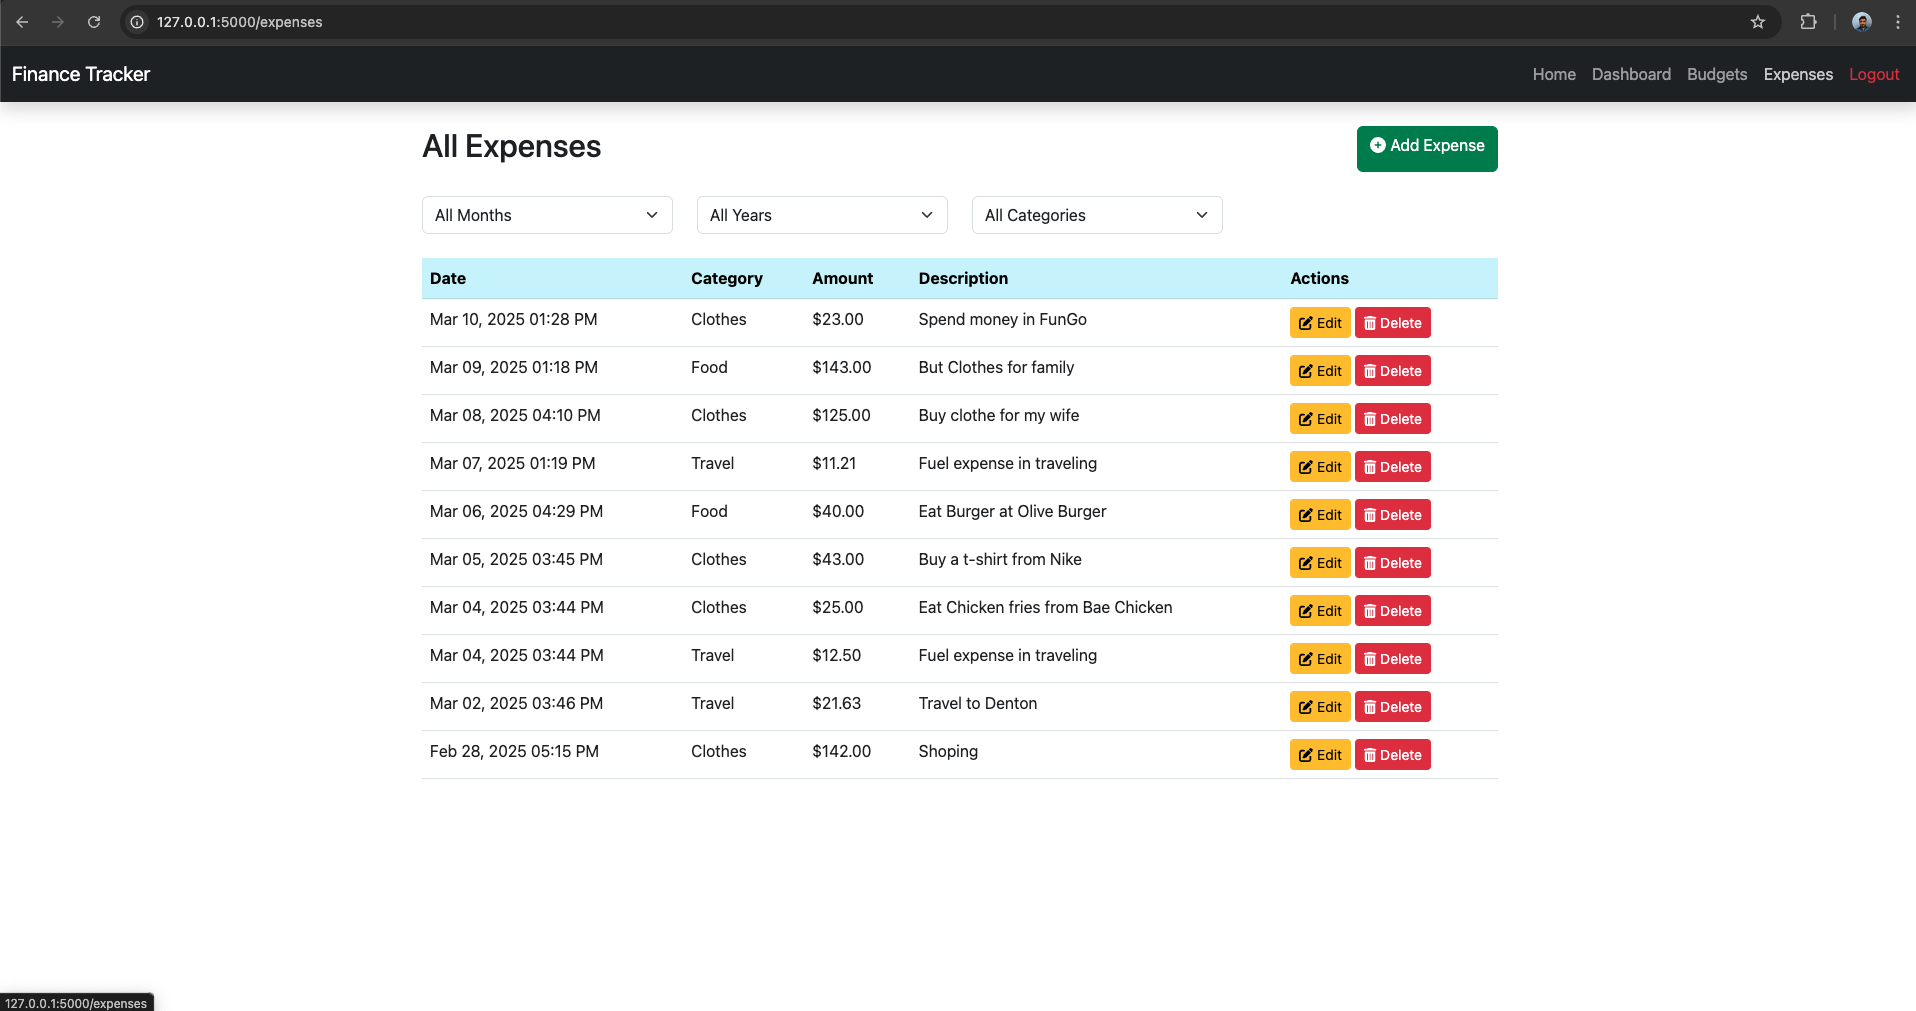 127.0.0.1:5000/expenses
Finance Tracker Home Dashboard Budgets Expenses Logout
All Expenses Add Expense
All Months All Years All Categories
Date Category Amount Description Actions
Mar 10, 2025 01:28 PM Clothes $23.00 Spend money in FunGo Edit Delete
Mar 09, 2025 01:18 PM Food $143.00 But Clothes for family Edit Delete
Mar 08, 2025 04:10 PM Clothes $125.00 Buy clothe for my wife Edit Delete
Mar 07, 2025 01:19 PM Travel $11.21 Fuel expense in traveling Edit Delete
Mar 06, 2025 04:29 PM Food $40.00 Eat Burger at Olive Burger Edit Delete
Mar 05, 2025 03:45 PM Clothes $43.00 Buy a t-shirt from Nike Edit Delete
Mar 04, 2025 03:44 PM Clothes $25.00 Eat Chicken fries from Bae Chicken Edit Delete
Mar 04, 2025 03:44 PM Travel $12.50 Fuel expense in traveling Edit Delete
Mar 02, 2025 03:46 PM Travel $21.63 Travel to Denton Edit Delete
Feb 28, 2025 05:15 PM Clothes $142.00 Shoping Edit Delete
127.0.0.1:5000/expenses